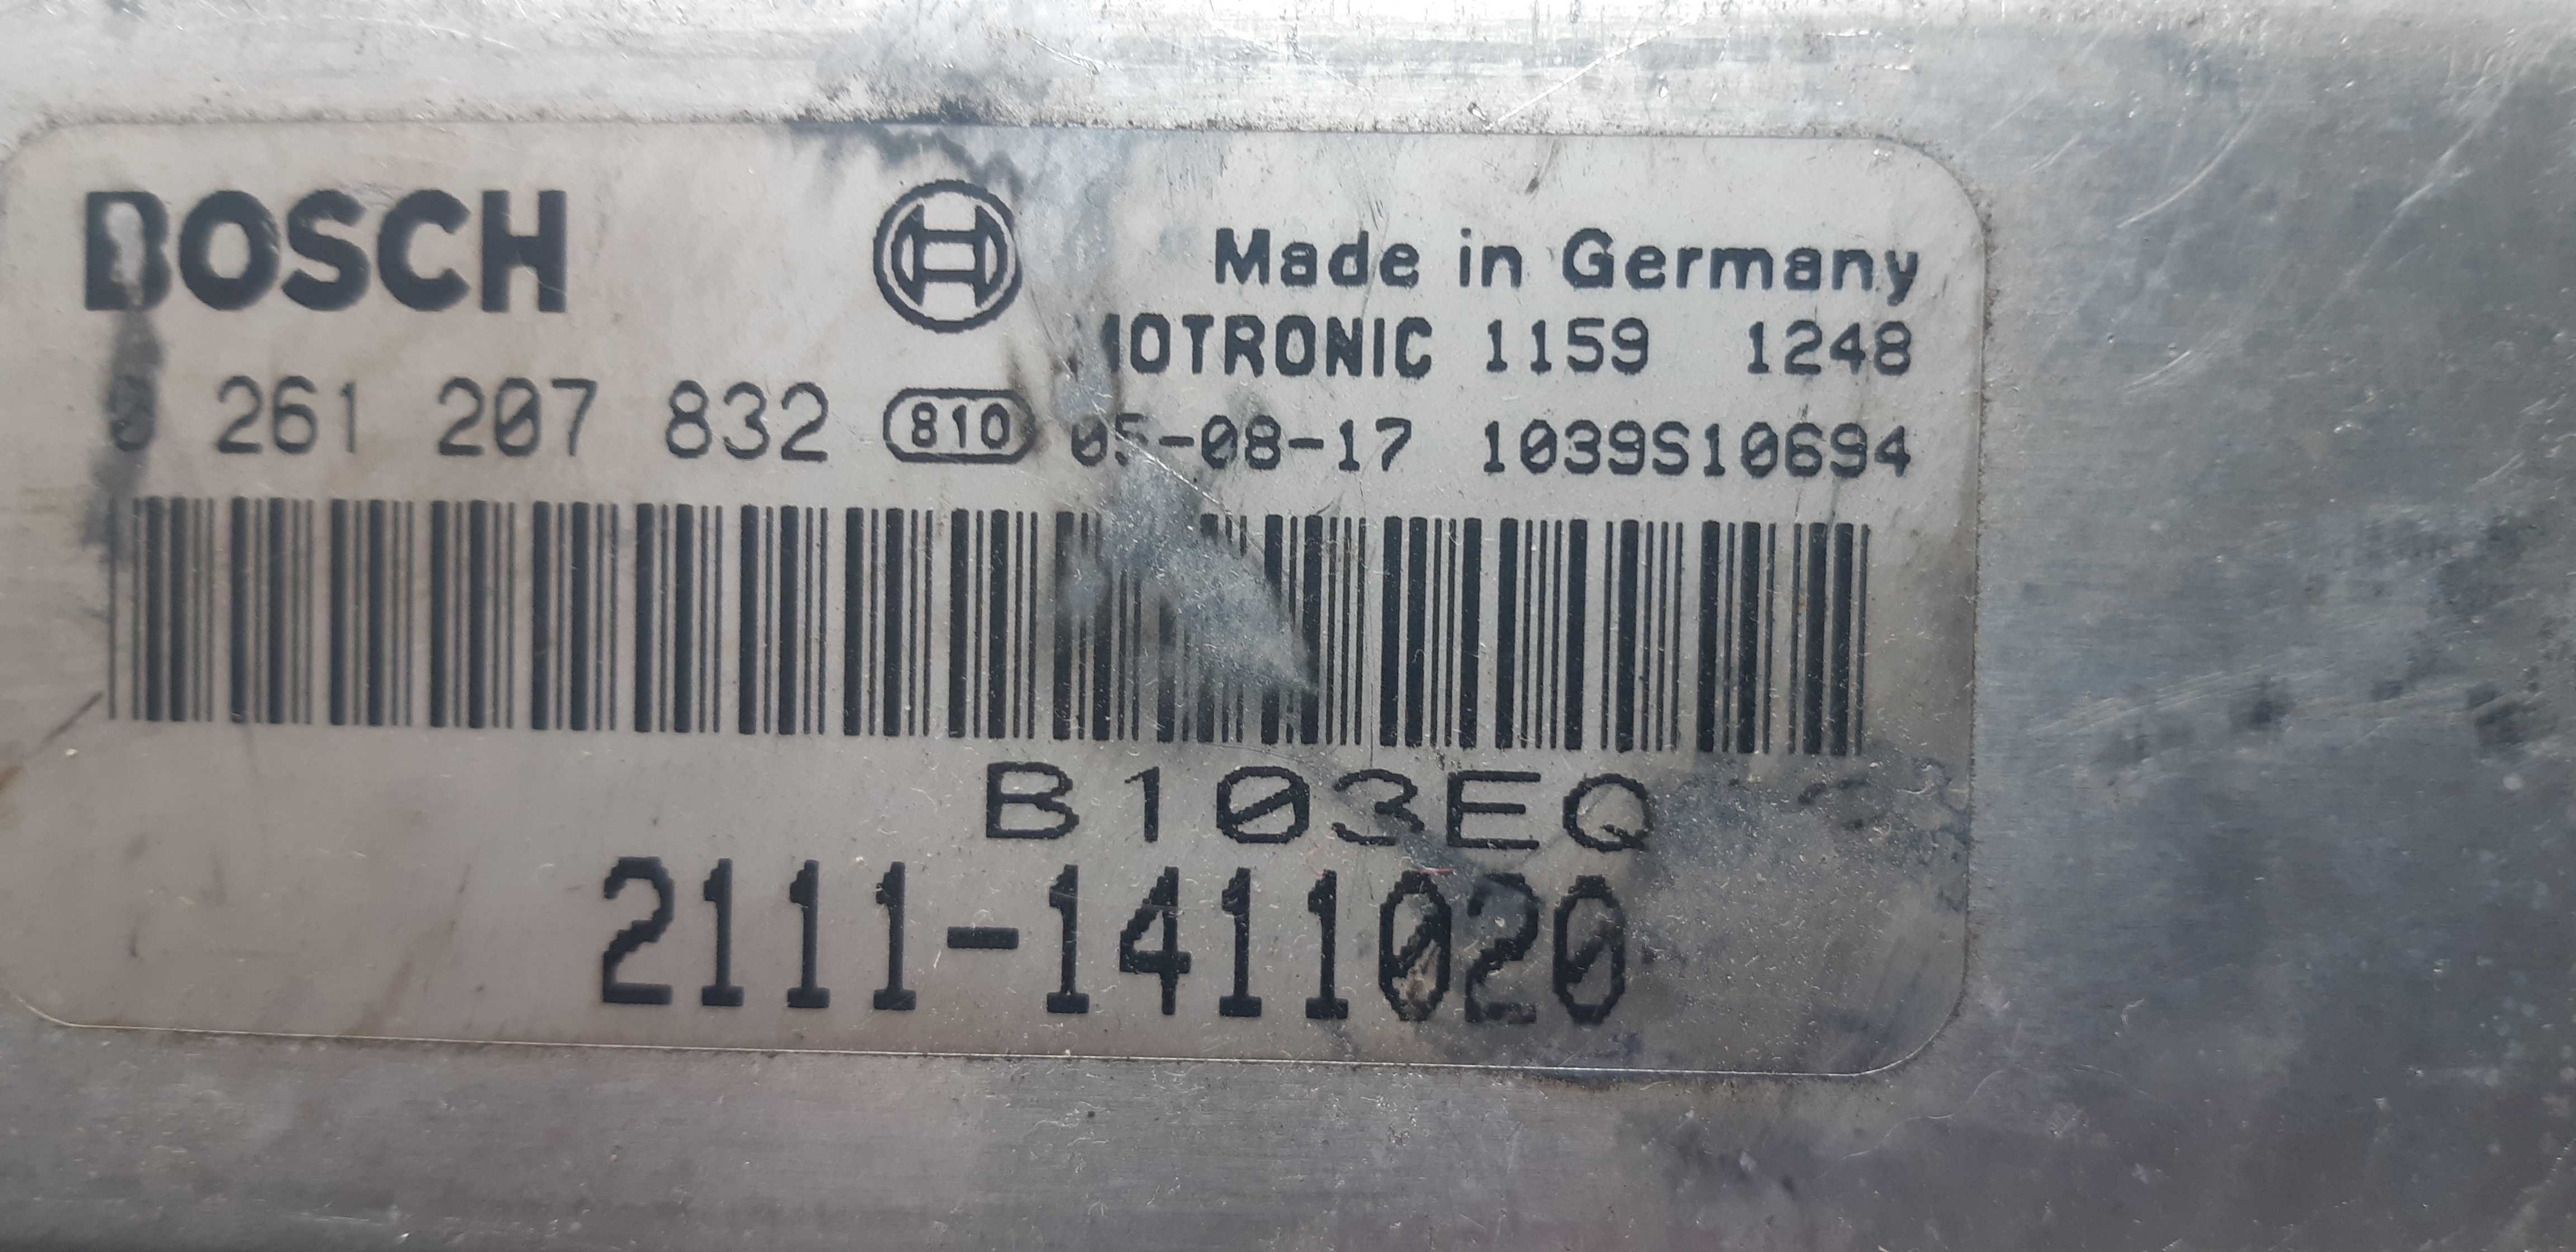 BOSCH
Made in Germany
MOTRONIC 1159 1248
0 261 207 832 810 05-08-17 1039S10694
B103EQ
2111-1411020